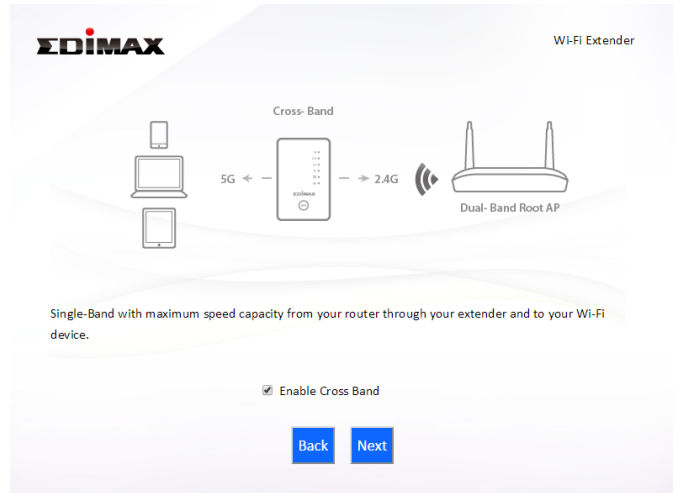 EDIMAX
Wi-Fi Extender
Cross- Band
5G
2.4G
EDIMAX
Dual- Band Root AP
Single-Band with maximum speed capacity from your router through your extender and to your Wi-Fi
device.
Enable Cross Band
Back
Next